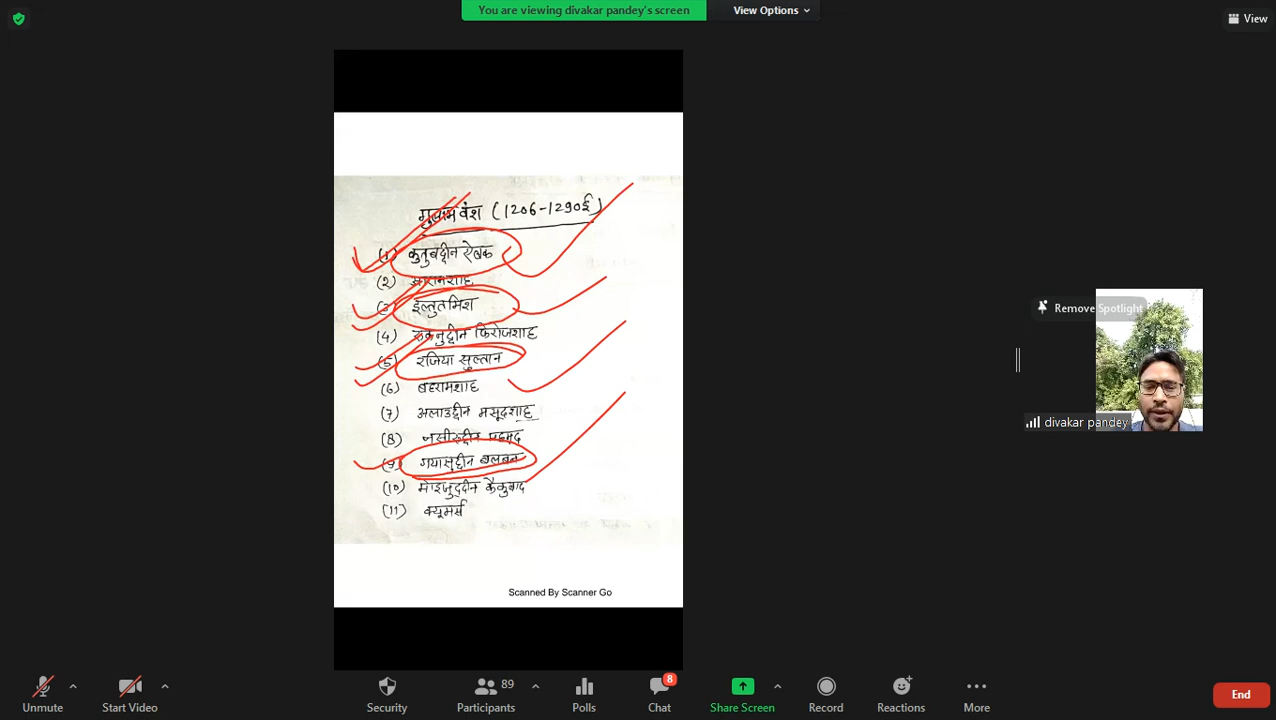 You are viewing divakar pandey's screen
View Options
View
गुलाम वंश (1206-1290ई)
(1) कुतुबद्दीन ऐबक
(2) आरामशाह
(3) इल्तुतमिश
(4) रुकनुद्दीन फिरोजशाह
(5) रजिया सुल्तान
(6) बहरामशाह
(7) अलाउद्दीन मसूदशाह
(8) नसीरुद्दीन महमूद
(9) गयासुद्दीन बलबन
(10) मोइजुद्दीन कैकुबाद
(11) क्यूमर्स
Scanned By Scanner Go
Remove Spotlight
divakar pandey
Unmute
Start Video
Security
89
Participants
Polls
8
Chat
Share Screen
Record
Reactions
More
End